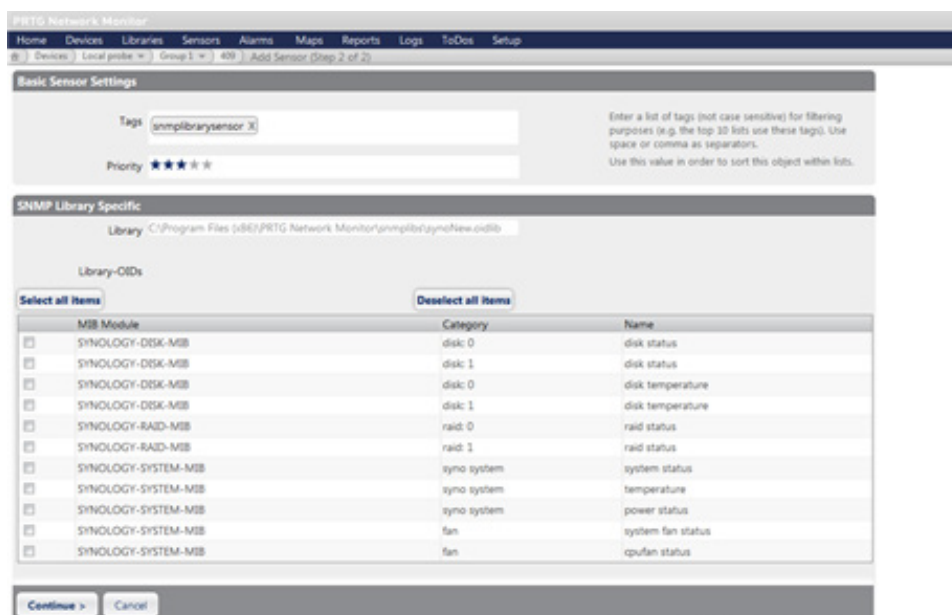 PRTG Network Monitor
Home Devices Libraries Sensors Alarms Maps Reports Logs ToDos Setup
Devices Local probe Group 1 409 Add Sensor (Step 2 of 2)
Basic Sensor Settings
Tags snmplibrarysensor X
Enter a list of tags (not case sensitive) for filtering
purposes (e.g. the top 10 lists use these tags). Use
space or comma as separators.
Priority ★★★★★
Use this value in order to sort this object within lists.
SNMP Library Specific
Library C:\Program Files (x86)\PRTG Network Monitor\snmplibs\synoNew.oidlib
Library-OIDs
Select all items Deselect all items
MIB Module Category Name
SYNOLOGY-DISK-MIB disk: 0 disk status
SYNOLOGY-DISK-MIB disk: 1 disk status
SYNOLOGY-DISK-MIB disk: 0 disk temperature
SYNOLOGY-DISK-MIB disk: 1 disk temperature
SYNOLOGY-RAID-MIB raid: 0 raid status
SYNOLOGY-RAID-MIB raid: 1 raid status
SYNOLOGY-SYSTEM-MIB syno system system status
SYNOLOGY-SYSTEM-MIB syno system temperature
SYNOLOGY-SYSTEM-MIB syno system power status
SYNOLOGY-SYSTEM-MIB fan system fan status
SYNOLOGY-SYSTEM-MIB fan cpufan status
Continue > Cancel